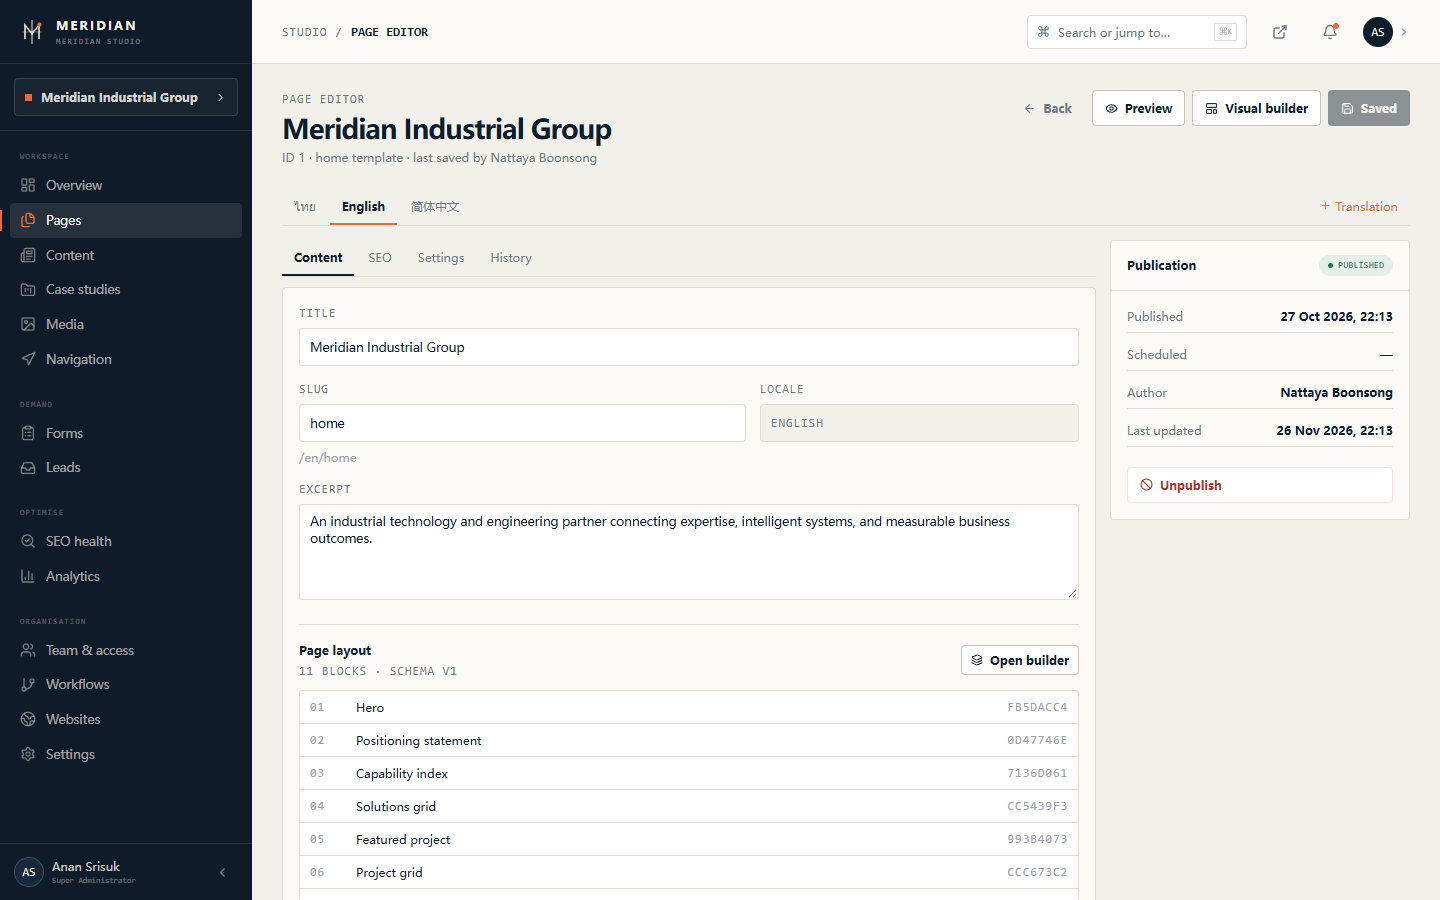 MERIDIAN
MERIDIAN STUDIO
Meridian Industrial Group
WORKSPACE
Overview
Pages
Content
Case studies
Media
Navigation
DEMAND
Forms
Leads
OPTIMISE
SEO health
Analytics
ORGANISATION
Team & access
Workflows
Websites
Settings
AS
Anan Srisuk
Super Administrator
STUDIO / PAGE EDITOR
⌘ Search or jump to... ⌘K
AS
PAGE EDITOR
Meridian Industrial Group
ID 1 · home template · last saved by Nattaya Boonsong
Back
Preview
Visual builder
Saved
ไทย
English
简体中文
+ Translation
Content
SEO
Settings
History
TITLE
Meridian Industrial Group
SLUG
home
/en/home
LOCALE
ENGLISH
EXCERPT
An industrial technology and engineering partner connecting expertise, intelligent systems, and measurable business
outcomes.
Page layout
11 BLOCKS · SCHEMA V1
Open builder
01 Hero FB5DACC4
02 Positioning statement 0D47746E
03 Capability index 7136D061
04 Solutions grid CC5439F3
05 Featured project 993B4073
06 Project grid CCC673C2
Publication
PUBLISHED
Published 27 Oct 2026, 22:13
Scheduled —
Author Nattaya Boonsong
Last updated 26 Nov 2026, 22:13
Unpublish